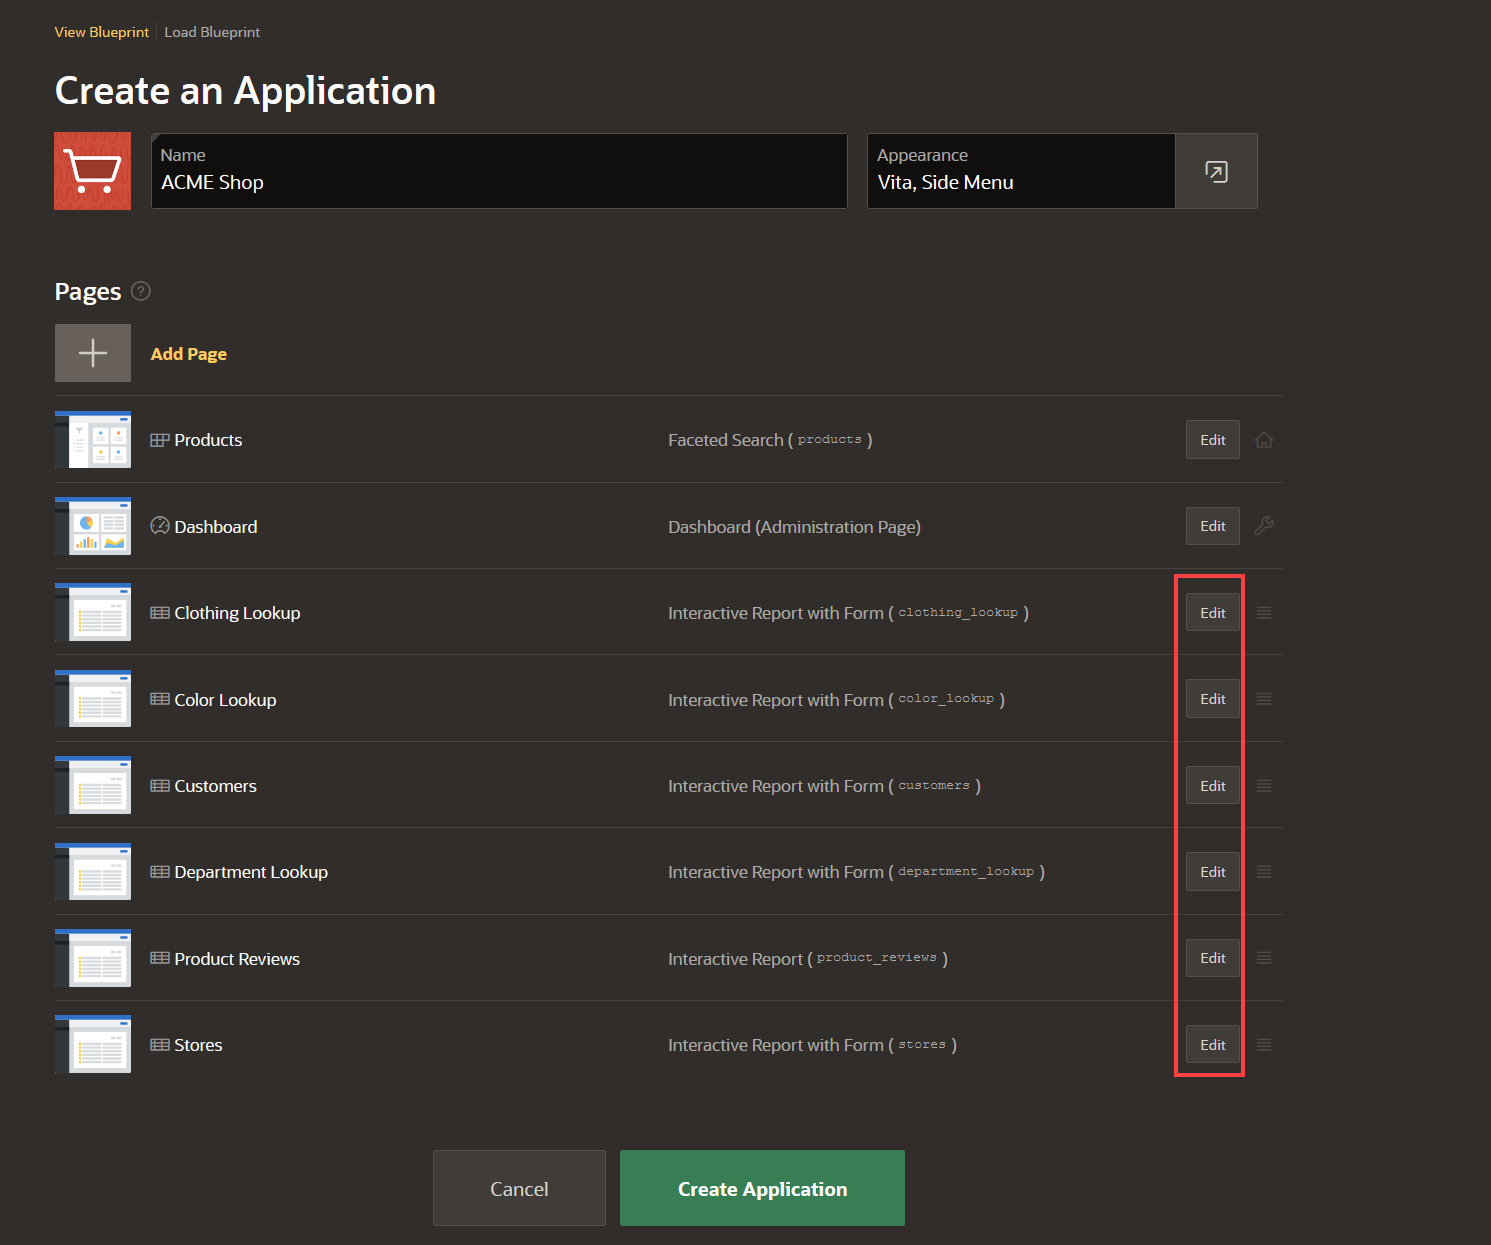 View Blueprint Load Blueprint
Create an Application
Name
ACME Shop
Appearance
Vita, Side Menu
Pages ?
Add Page
Products Faceted Search ( products ) Edit
Dashboard Dashboard (Administration Page) Edit
Clothing Lookup Interactive Report with Form ( clothing_lookup ) Edit
Color Lookup Interactive Report with Form ( color_lookup ) Edit
Customers Interactive Report with Form ( customers ) Edit
Department Lookup Interactive Report with Form ( department_lookup ) Edit
Product Reviews Interactive Report ( product_reviews ) Edit
Stores Interactive Report with Form ( stores ) Edit
Cancel Create Application